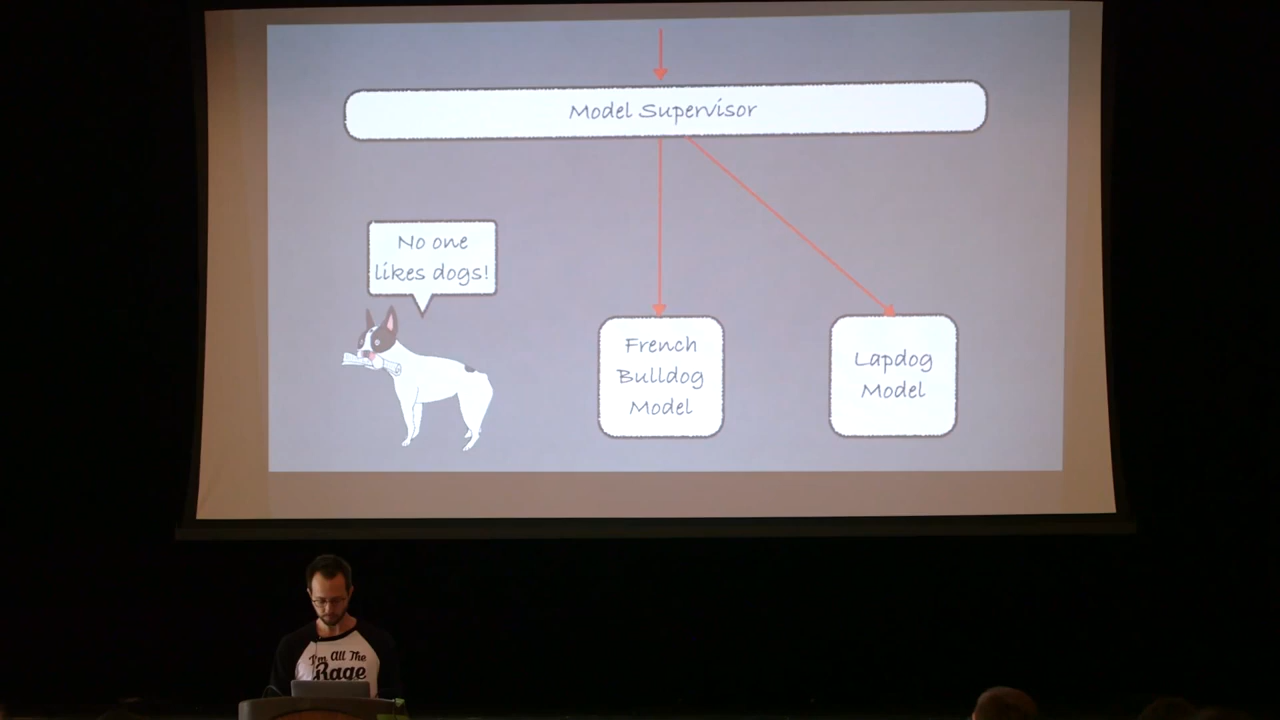 Model Supervisor
No one
likes dogs!
French
Bulldog
Model
Lapdog
Model
I'm All The
Rage